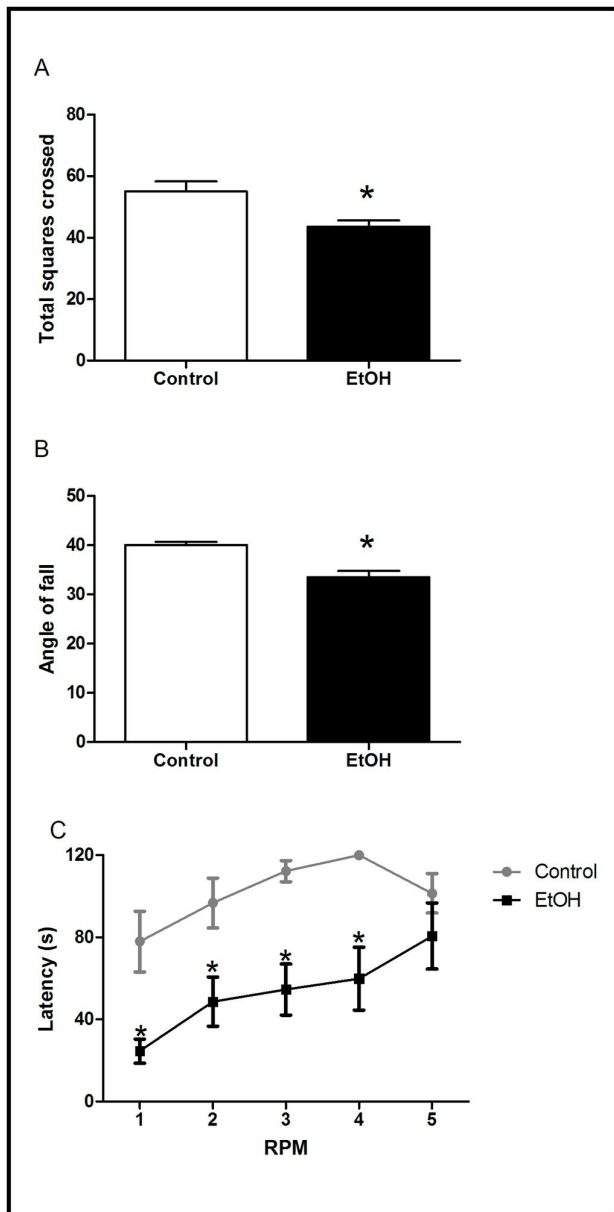 A
Total squares crossed
80
60
40
20
0
*
Control EtOH
B
Angle of fall
50
40
30
20
10
0
*
Control EtOH
C
Latency (s)
120
80
40
0
* * * *
1 2 3 4 5
RPM
Control
EtOH